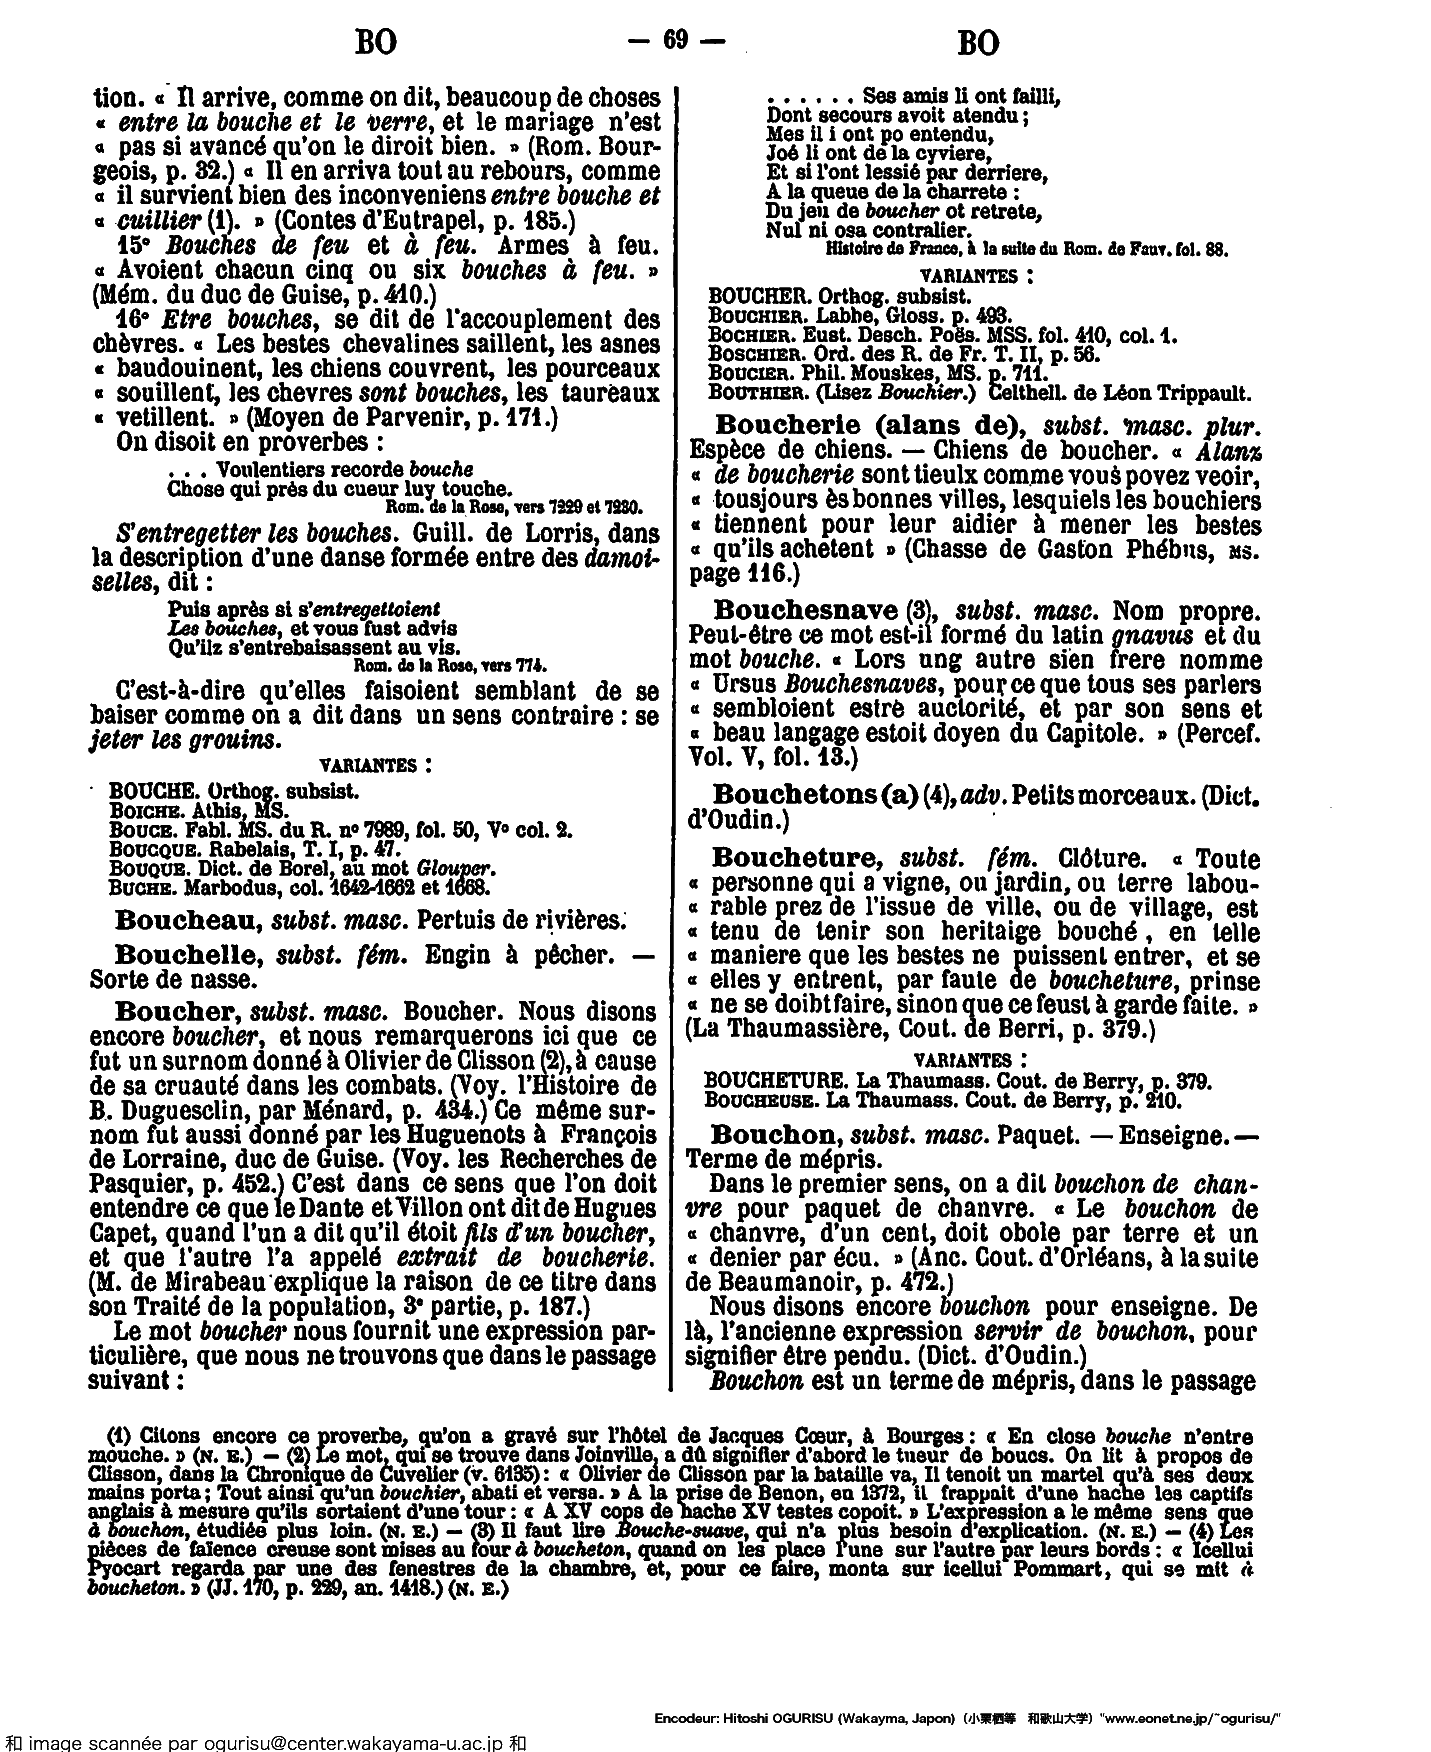 BO
— 69 —
BO
tion. « Il arrive, comme on dit, beaucoup de choses
« entre la bouche et le verre, et le mariage n'est
« pas si avancé qu'on le diroit bien. » (Rom. Bour-
geois, p. 32.) « Il en arriva tout au rebours, comme
« il survient bien des inconveniens entre bouche et
« cuillier (1). » (Contes d'Eutrapel, p. 185.)
15° Bouches de feu et à feu. Armes à feu.
« Avoient chacun cinq ou six bouches à feu. »
(Mém. du duc de Guise, p. 410.)
16° Etre bouches, se dit de l'accouplement des
chèvres. « Les bestes chevalines saillent, les asnes
« baudouinent, les chiens couvrent, les pourceaux
« souillent, les chevres sont bouches, les taureaux
« vetillent. » (Moyen de Parvenir, p. 171.)
On disoit en proverbes :
. . . Voulentiers recorde bouche
Chose qui près du cueur luy touche.
Rom. de la Rose, vers 7229 et 7230.
S'entregetter les bouches. Guill. de Lorris, dans
la description d'une danse formée entre des damoi-
selles, dit :
Puis après si s'entregettoient
Les bouches, et vous fust advis
Qu'ilz s'entrebaisassent au vis.
Rom. de la Rose, vers 774.
C'est-à-dire qu'elles faisoient semblant de se
baiser comme on a dit dans un sens contraire : se
jeter les grouins.
VARIANTES :
BOUCHE. Orthog. subsist.
BOICHE. Athis, MS.
BOUCE. Fabl. MS. du R. n° 7989, fol. 50, V° col. 2.
BOUCQUE. Rabelais, T. I, p. 47.
BOUQUE. Dict. de Borel, au mot Glouper.
BUCHE. Marbodus, col. 1642-1662 et 1668.
Boucheau, subst. masc. Pertuis de rivières.
Bouchelle, subst. fém. Engin à pêcher. —
Sorte de nasse.
Boucher, subst. masc. Boucher. Nous disons
encore boucher, et nous remarquerons ici que ce
fut un surnom donné à Olivier de Clisson (2), à cause
de sa cruauté dans les combats. (Voy. l'Histoire de
B. Duguesclin, par Ménard, p. 434.) Ce même sur-
nom fut aussi donné par les Huguenots à François
de Lorraine, duc de Guise. (Voy. les Recherches de
Pasquier, p. 452.) C'est dans ce sens que l'on doit
entendre ce que le Dante et Villon ont dit de Hugues
Capet, quand l'un a dit qu'il étoit fils d'un boucher,
et que l'autre l'a appelé extrait de boucherie.
(M. de Mirabeau explique la raison de ce titre dans
son Traité de la population, 3° partie, p. 187.)
Le mot boucher nous fournit une expression par-
ticulière, que nous ne trouvons que dans le passage
suivant :
. . . . . . Ses amis li ont failli,
Dont secours avoit atendu ;
Mes il i ont po entendu,
Joé li ont de la cyviere,
Et si l'ont lessié par derriere,
A la queue de la charrete :
Du jeu de boucher ot retrete,
Nul ni osa contralier.
Histoire de France, à la suite du Rom. de Fauv. fol. 88.
VARIANTES :
BOUCHER. Orthog. subsist.
BOUCHIER. Labbe, Gloss. p. 493.
BOCHIER. Eust. Desch. Poës. MSS. fol. 410, col. 1.
BOSCHIER. Ord. des R. de Fr. T. II, p. 56.
BOUCIER. Phil. Mouskes, MS. p. 711.
BOUTHIER. (Lisez Bouchier.) Celthell. de Léon Trippault.
Boucherie (alans de), subst. masc. plur.
Espèce de chiens. — Chiens de boucher. « Alanz
« de boucherie sont tieulx comme vous povez veoir,
« tousjours ès bonnes villes, lesquiels les bouchiers
« tiennent pour leur aidier à mener les bestes
« qu'ils achetent » (Chasse de Gaston Phébus, MS.
page 116.)
Bouchesnave (3), subst. masc. Nom propre.
Peut-être ce mot est-il formé du latin gnavus et du
mot bouche. « Lors ung autre sien frere nomme
« Ursus Bouchesnaves, pour ce que tous ses parlers
« sembloient estre auctorité, et par son sens et
« beau langage estoit doyen du Capitole. » (Percef.
Vol. V, fol. 13.)
Bouchetons (a) (4), adv. Petits morceaux. (Dict.
d'Oudin.)
Boucheture, subst. fém. Clôture. « Toute
« personne qui a vigne, ou jardin, ou terre labou-
« rable prez de l'issue de ville, ou de village, est
« tenu de tenir son heritaige bouché, en telle
« maniere que les bestes ne puissent entrer, et se
« elles y entrent, par faute de boucheture, prinse
« ne se doibt faire, sinon que ce feust à garde faite. »
(La Thaumassière, Cout. de Berri, p. 379.)
VARIANTES :
BOUCHETURE. La Thaumass. Cout. de Berry, p. 379.
BOUCHEUSE. La Thaumass. Cout. de Berry, p. 210.
Bouchon, subst. masc. Paquet. — Enseigne. —
Terme de mépris.
Dans le premier sens, on a dit bouchon de chan-
vre pour paquet de chanvre. « Le bouchon de
« chanvre, d'un cent, doit obole par terre et un
« denier par écu. » (Anc. Cout. d'Orléans, à la suite
de Beaumanoir, p. 472.)
Nous disons encore bouchon pour enseigne. De
là, l'ancienne expression servir de bouchon, pour
signifier être pendu. (Dict. d'Oudin.)
Bouchon est un terme de mépris, dans le passage
(1) Citons encore ce proverbe, qu'on a gravé sur l'hôtel de Jacques Cœur, à Bourges : « En close bouche n'entre
mouche. » (N. E.) — (2) Le mot, qui se trouve dans Joinville, a dû signifier d'abord le tueur de boucs. On lit à propos de
Clisson, dans la Chronique de Cuvelier (v. 6135) : « Olivier de Clisson par la bataille va, Il tenoit un martel qu'à ses deux
mains porta ; Tout ainsi qu'un bouchier, abati et versa. » A la prise de Benon, en 1372, il frappait d'une hache les captifs
anglais à mesure qu'ils sortaient d'une tour : « A XV cops de hache XV testes copoit. » L'expression a le même sens que
à bouchon, étudiée plus loin. (N. E.) — (3) Il faut lire Bouche-suave, qui n'a plus besoin d'explication. (N. E.) — (4) Les
pièces de faïence creuse sont mises au four à boucheton, quand on les place l'une sur l'autre par leurs bords : « Icellui
Pyocart regarda par une des fenestres de la chambre, et, pour ce faire, monta sur icellui Pommart, qui se mit à
boucheton. » (JJ. 170, p. 229, an. 1418.) (N. E.)
Encodeur: Hitoshi OGURISU (Wakayma, Japon) (小栗栖等 和歌山大学) "www.eonet.ne.jp/~ogurisu/"
和 image scannée par ogurisu@center.wakayama-u.ac.jp 和